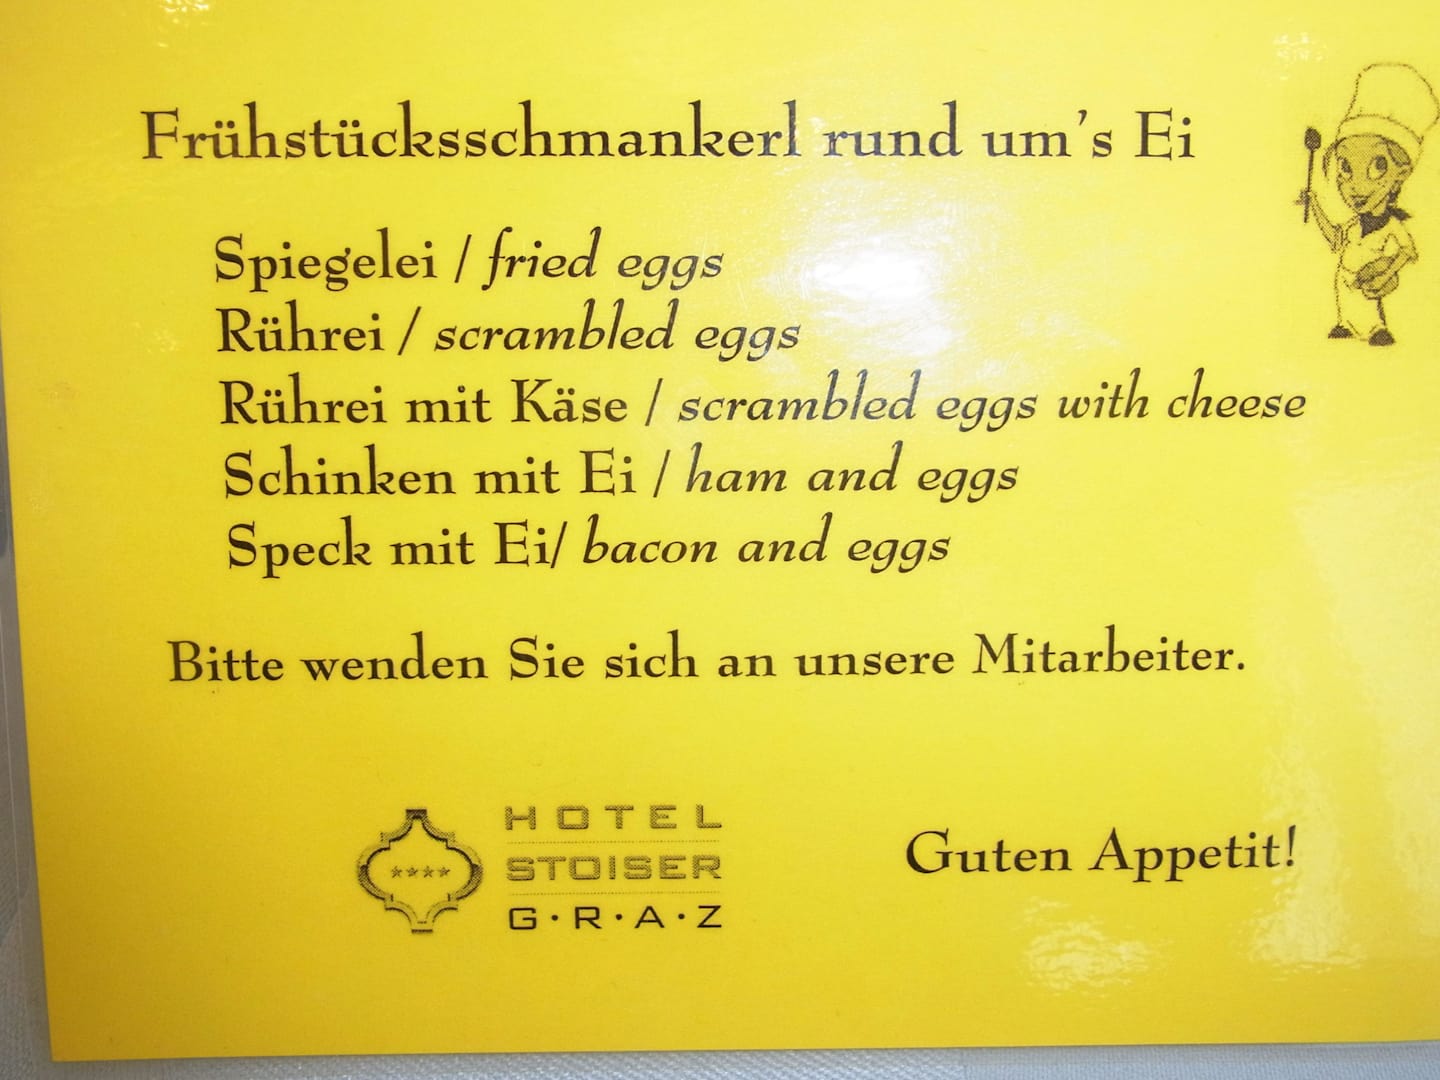 Frühstücksschmankerl rund um's Ei
Spiegelei / fried eggs
Rührei / scrambled eggs
Rührei mit Käse / scrambled eggs with cheese
Schinken mit Ei / ham and eggs
Speck mit Ei/ bacon and eggs
Bitte wenden Sie sich an unsere Mitarbeiter.
HOTEL
STOISER
G·R·A·Z
Guten Appetit!